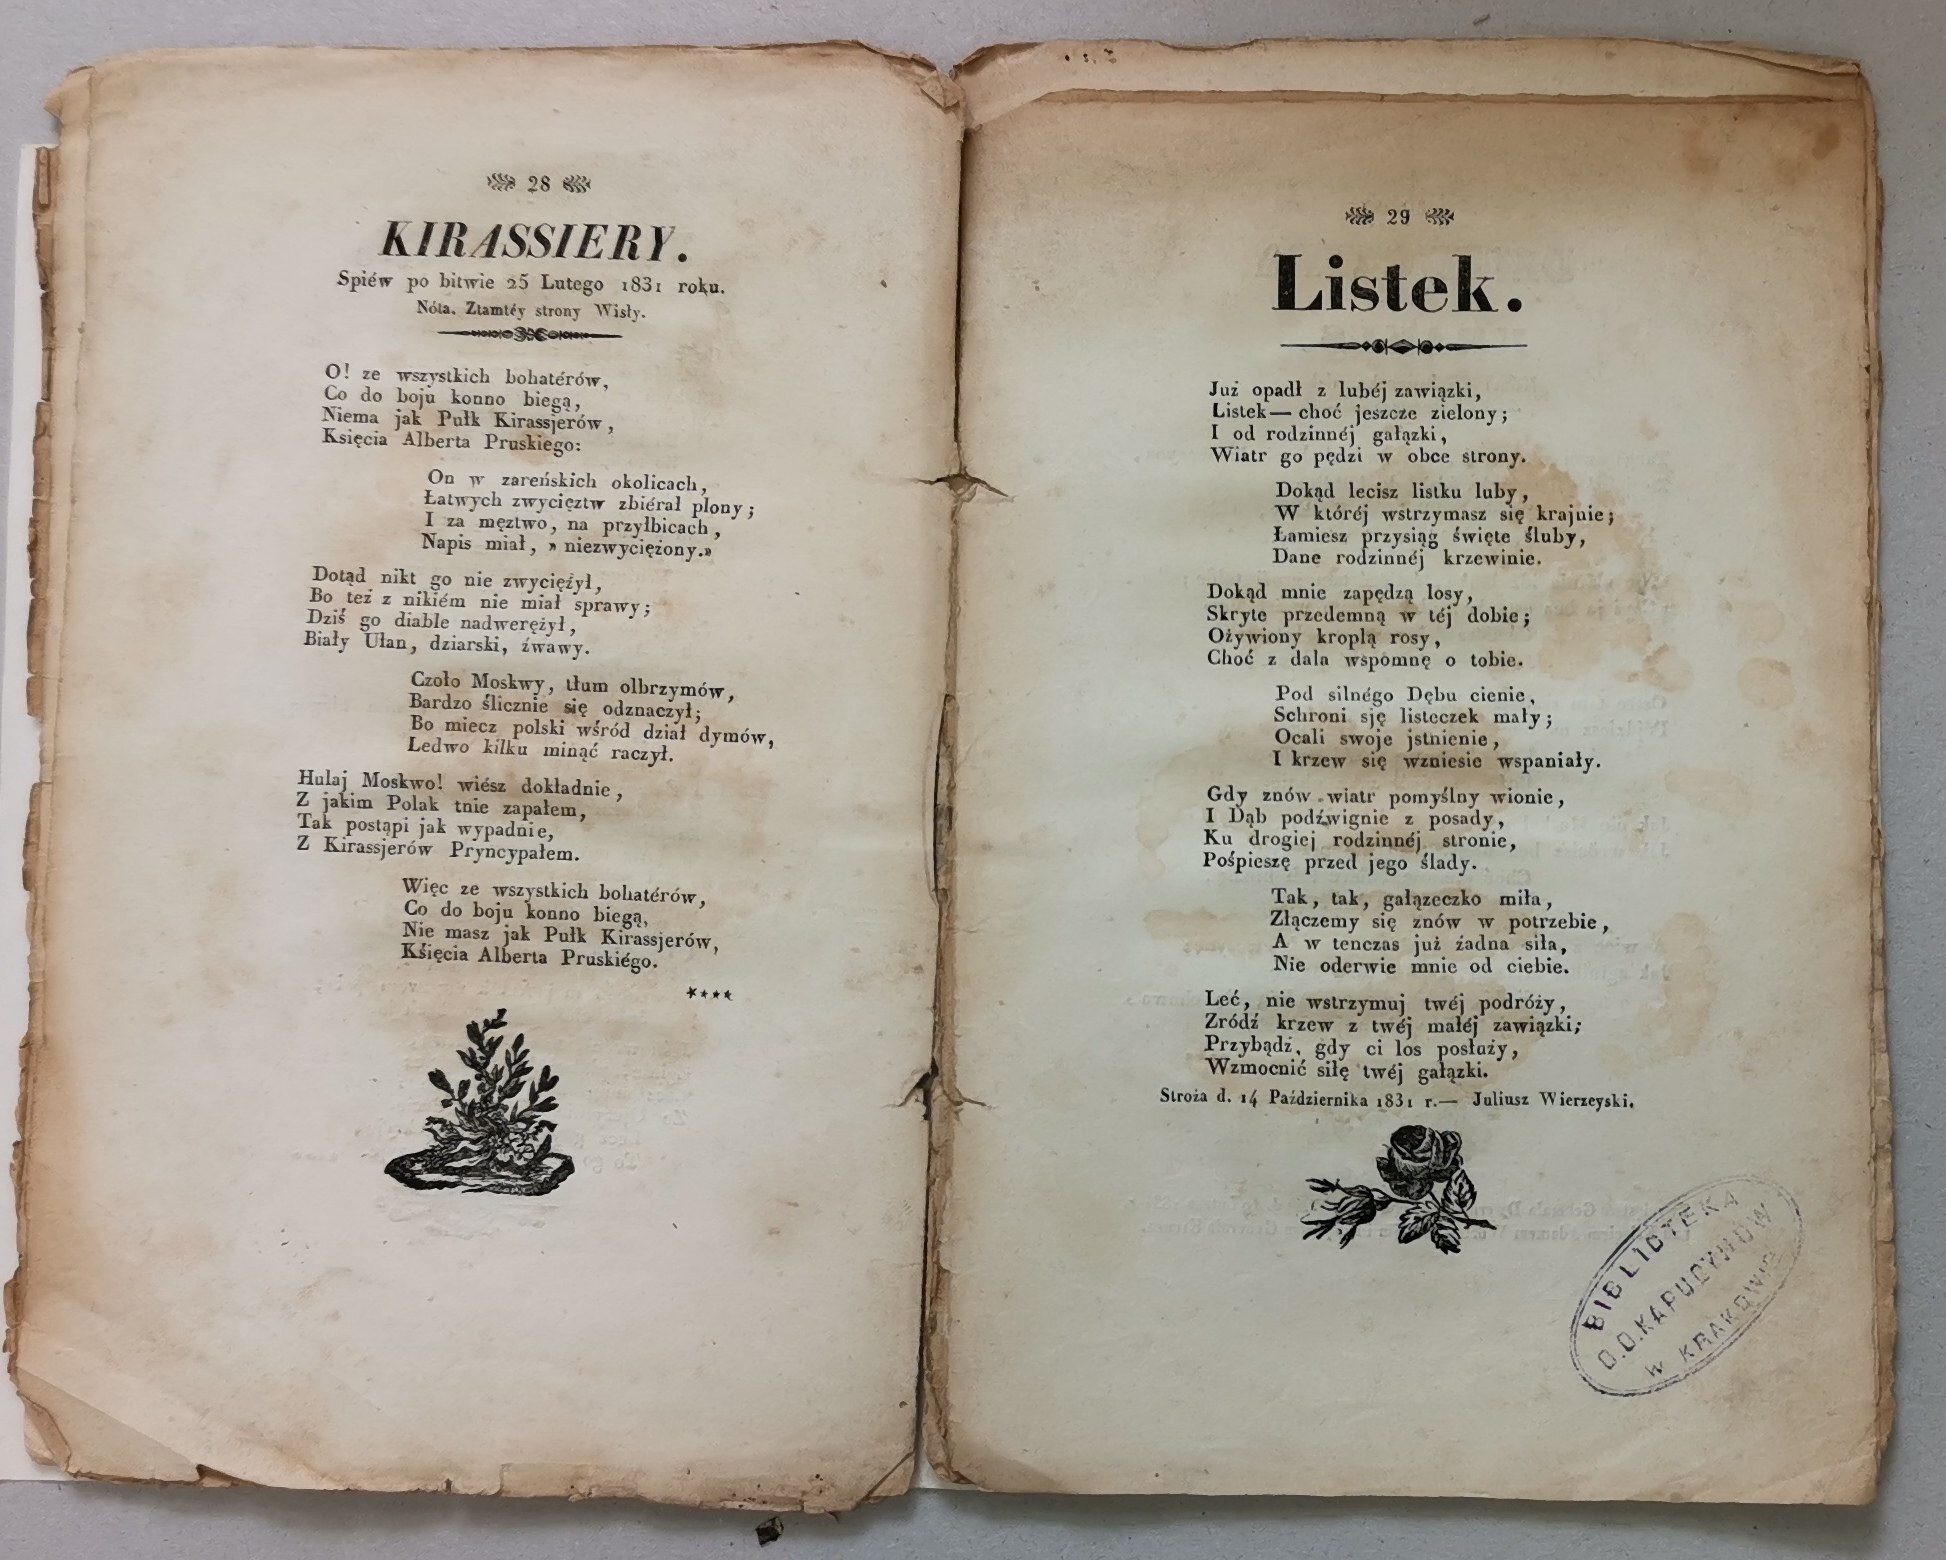 28
KIRASSIERY.
Spiéw po bitwie 25 Lutego 1831 roku.
Nóta. Ztamtéy strony Wisły.
O! ze wszystkich bohatérów,
Co do boju konno biegą,
Niema jak Pułk Kirassjerów,
Księcia Alberta Pruskiego:
On w zareńskich okolicach,
Łatwych zwycięztw zbiérał plony;
I za męztwo, na przyłbicach,
Napis miał, » niezwyciężony.»
Dotąd nikt go nie zwyciężył,
Bo też z nikiém nie miał sprawy;
Dziś go diable nadwerężył,
Biały Ułan, dziarski, źwawy.
Czoło Moskwy, tłum olbrzymów,
Bardzo ślicznie się odznaczył;
Bo miecz polski wśród dział dymów,
Ledwo kilku minąć raczył.
Hulaj Moskwo! wiész dokładnie,
Z jakim Polak tnie zapałem,
Tak postąpi jak wypadnie,
Z Kirassjerów Pryncypałem.
Więc ze wszystkich bohatérów,
Co do boju konno biegą,
Nie masz jak Pułk Kirassjerów,
Księcia Alberta Pruskiégo.
****
29
Listek.
Już opadł z lubéj zawiązki,
Listek— choć jeszcze zielony;
I od rodzinnéj gałązki,
Wiatr go pędzi w obce strony.
Dokąd lecisz listku luby,
W któréj wstrzymasz się krajnie;
Łamiesz przysiąg święte śluby,
Dane rodzinnéj krzewinie.
Dokąd mnie zapędzą losy,
Skryte przedemną w téj dobie;
Ożywiony kroplą rosy,
Choć z dala wspomnę o tobie.
Pod silnégo Dębu cienie,
Schroni sję listeczek mały;
Ocali swoje jstnienie,
I krzew się wzniesie wspaniały.
Gdy znów wiatr pomyślny wionie,
I Dąb podźwignie z posady,
Ku drogiej rodzinnéj stronie,
Pośpieszę przed jego ślady.
Tak, tak, gałązeczko miła,
Złączemy się znów w potrzebie,
A w tenczas już źadna siła,
Nie oderwie mnie od ciebie.
Leć, nie wstrzymuj twéj podróży,
Zródź krzew z twéj małéj zawiązki;
Przybądź, gdy ci los posłuży,
Wzmocnić siłę twéj gałązki.
Stroża d. 14 Października 1831 r.— Juliusz Wierzeyski.
BIBLIOTEKA
O.O. KAPUCYNÓW
W KRAKOWIE